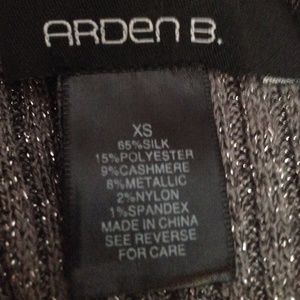 ARDEN B.
XS
65%SILK
15%POLYESTER
9%CASHMERE
8%METALLIC
2%NYLON
1%SPANDEX
MADE IN CHINA
SEE REVERSE
FOR CARE